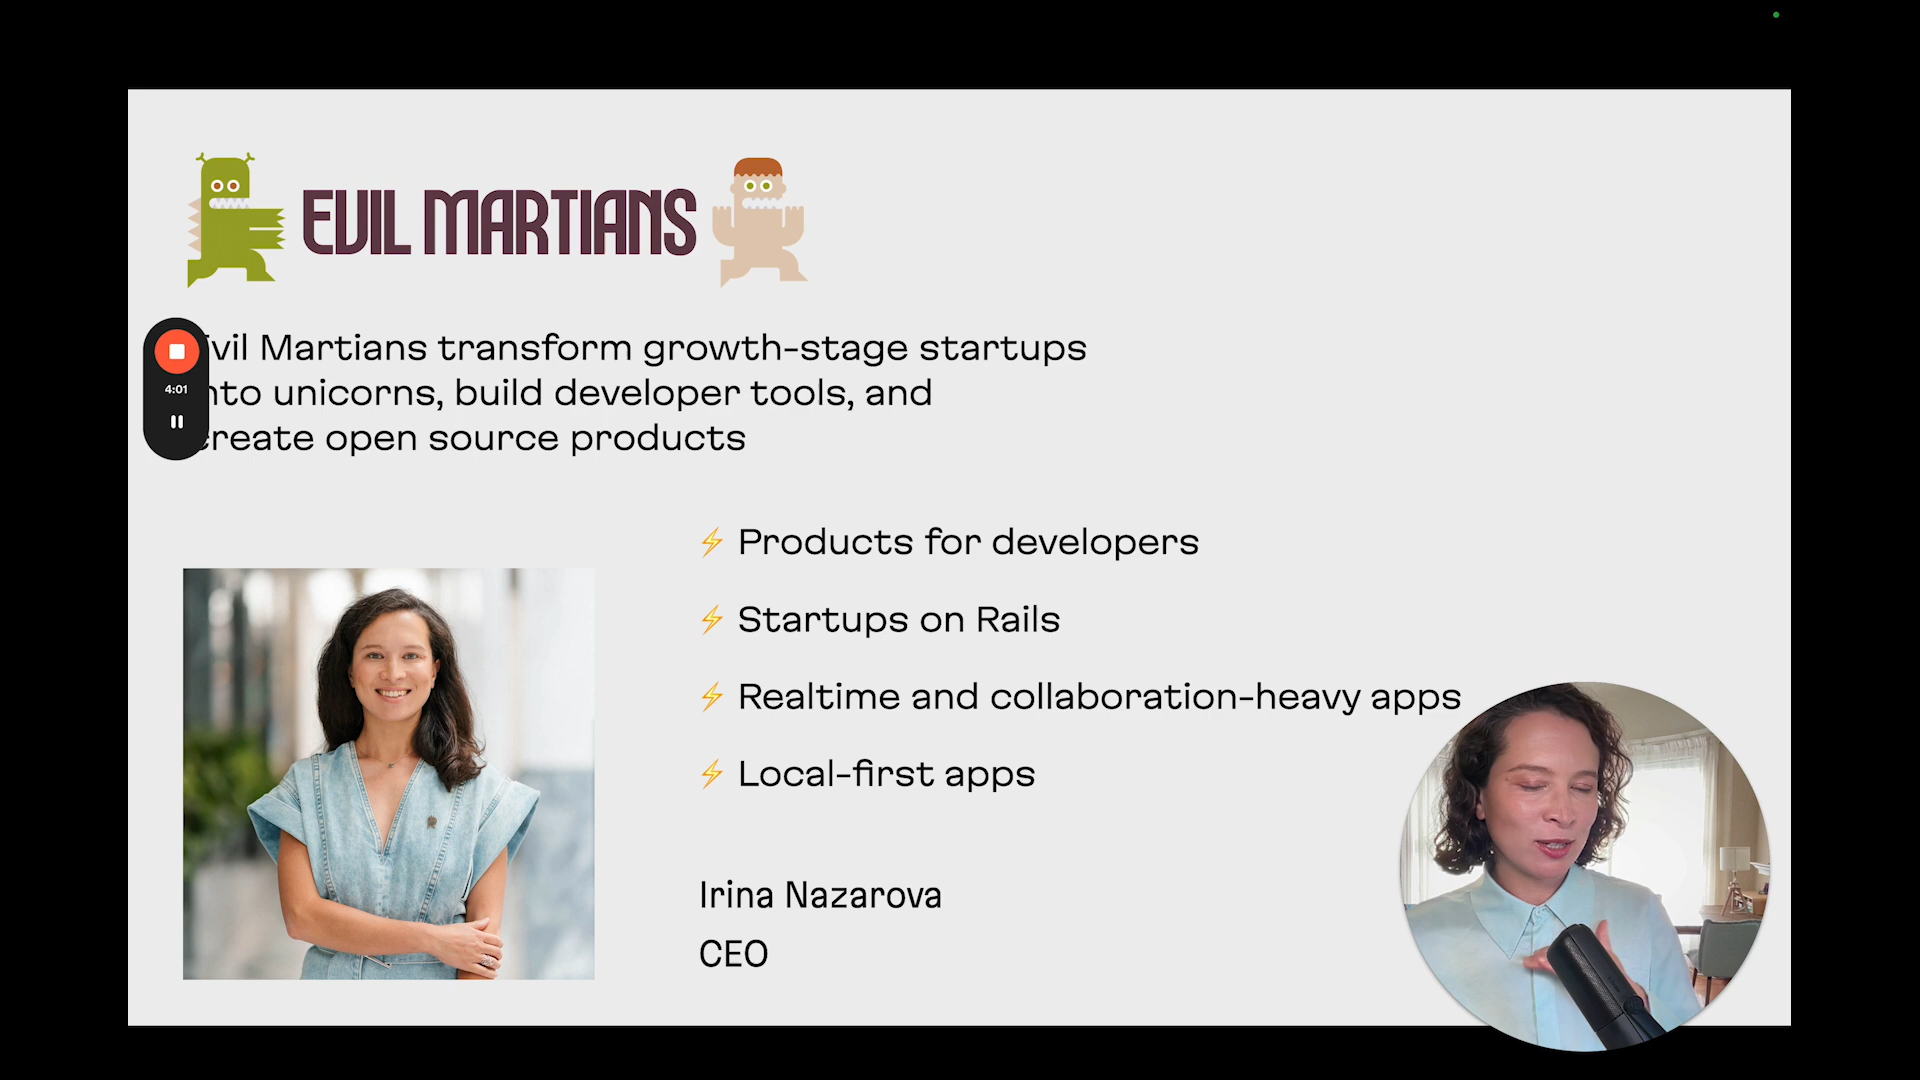 EVIL MARTIANS
vil Martians transform growth-stage startups
nto unicorns, build developer tools, and
create open source products
4:01
⚡ Products for developers
⚡ Startups on Rails
⚡ Realtime and collaboration-heavy apps
⚡ Local-first apps
Irina Nazarova
CEO